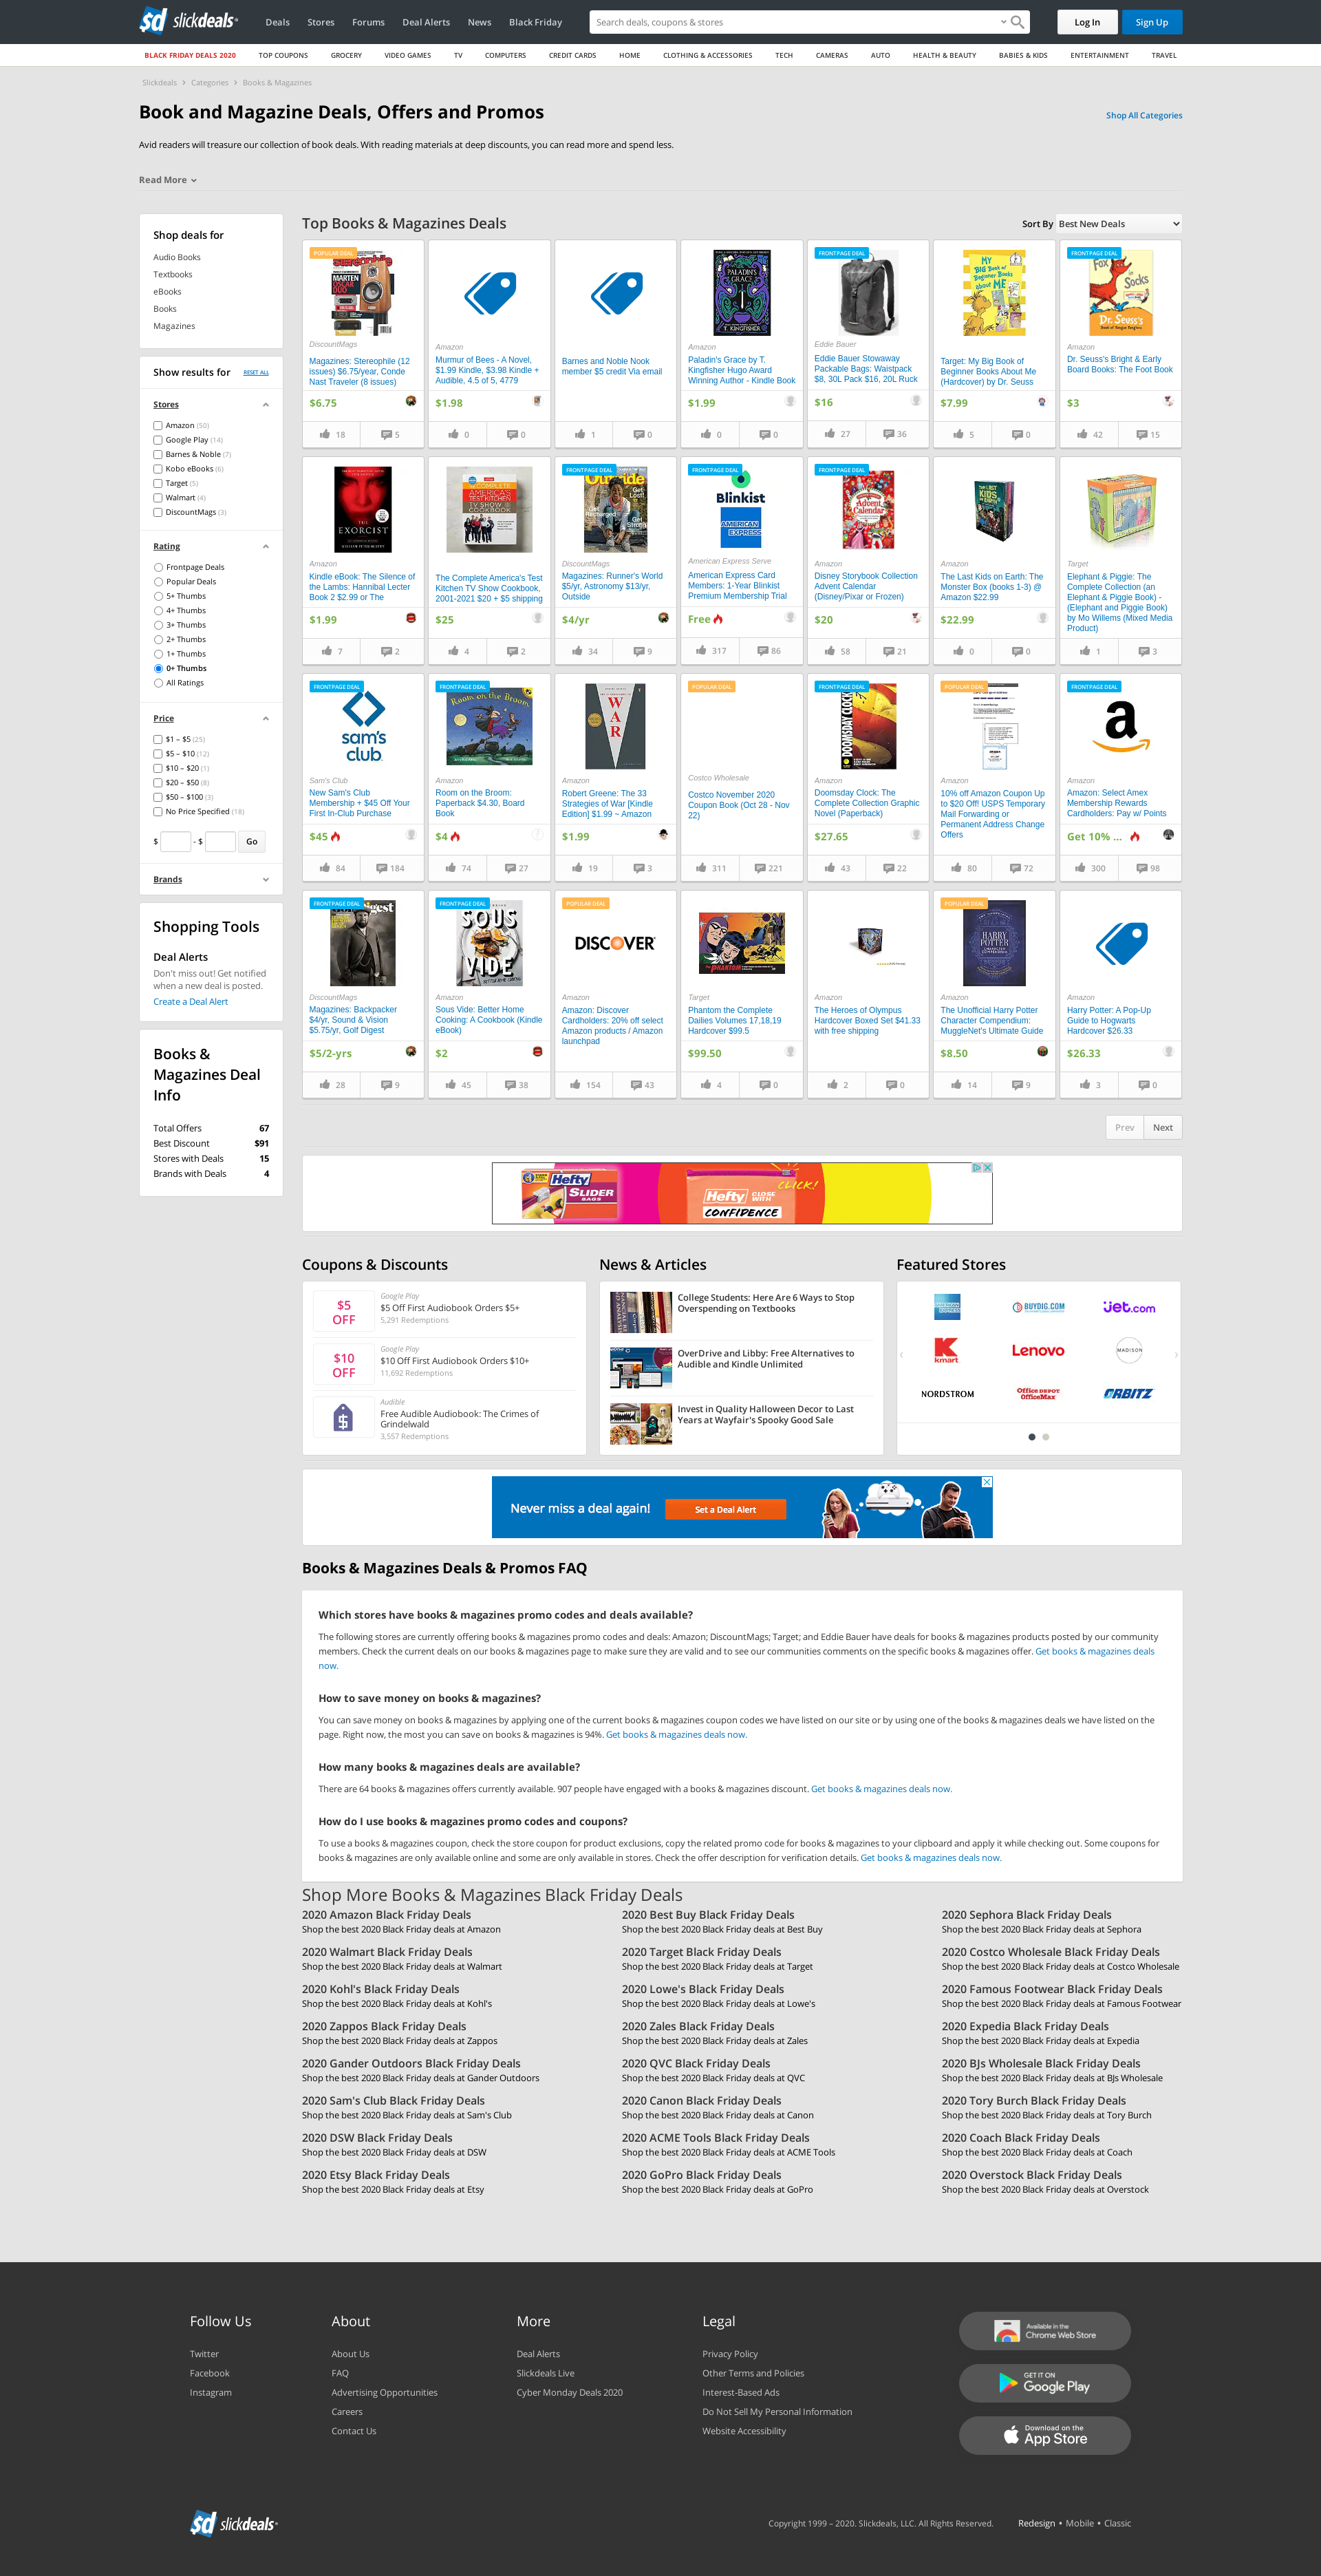 slickdeals
Deals
Stores
Forums
Deal Alerts
News
Black Friday
Search deals, coupons & stores
Log In
Sign Up
BLACK FRIDAY DEALS 2020
TOP COUPONS
GROCERY
VIDEO GAMES
TV
COMPUTERS
CREDIT CARDS
HOME
CLOTHING & ACCESSORIES
TECH
CAMERAS
AUTO
HEALTH & BEAUTY
BABIES & KIDS
ENTERTAINMENT
TRAVEL
Slickdeals > Categories > Books & Magazines
Book and Magazine Deals, Offers and Promos
Shop All Categories
Avid readers will treasure our collection of book deals. With reading materials at deep discounts, you can read more and spend less.
Read More
Shop deals for
Audio Books
Textbooks
eBooks
Books
Magazines
Show results for
RESET ALL
Stores
Amazon (50)
Google Play (14)
Barnes & Noble (7)
Kobo eBooks (6)
Target (5)
Walmart (4)
DiscountMags (3)
Rating
Frontpage Deals
Popular Deals
5+ Thumbs
4+ Thumbs
3+ Thumbs
2+ Thumbs
1+ Thumbs
0+ Thumbs
All Ratings
Price
$1 – $5 (25)
$5 – $10 (12)
$10 – $20 (1)
$20 – $50 (8)
$50 – $100 (3)
No Price Specified (18)
$ - $ Go
Brands
Shopping Tools
Deal Alerts
Don't miss out! Get notified
when a new deal is posted.
Create a Deal Alert
Books &
Magazines Deal
Info
Total Offers 67
Best Discount $91
Stores with Deals 15
Brands with Deals 4
Top Books & Magazines Deals
Sort By
Best New Deals
POPULAR DEAL
DiscountMags
Magazines: Stereophile (12
issues) $6.75/year, Conde
Nast Traveler (8 issues)
$6.75
18
5
Amazon
Murmur of Bees - A Novel,
$1.99 Kindle, $3.98 Kindle +
Audible, 4.5 of 5, 4779
$1.98
0
0
Barnes and Noble Nook
member $5 credit Via email
1
0
PALADIN'S
GRACE
T. KINGFISHER
Amazon
Paladin's Grace by T.
Kingfisher Hugo Award
Winning Author - Kindle Book
$1.99
0
0
FRONTPAGE DEAL
Eddie Bauer
Eddie Bauer Stowaway
Packable Bags: Waistpack
$8, 30L Pack $16, 20L Ruck
$16
27
36
Target: My Big Book of
Beginner Books About Me
(Hardcover) by Dr. Seuss
$7.99
5
0
FRONTPAGE DEAL
Fox
in
Socks
Dr. Seuss's
Amazon
Dr. Seuss's Bright & Early
Board Books: The Foot Book
$3
42
15
THE
EXORCIST
Amazon
Kindle eBook: The Silence of
the Lambs: Hannibal Lecter
Book 2 $2.99 or The
$1.99
7
2
COMPLETE
AMERICA'S
TEST KITCHEN
TV SHOW
COOKBOOK
The Complete America's Test
Kitchen TV Show Cookbook,
2001-2021 $20 + $5 shipping
$25
4
2
FRONTPAGE DEAL
Outside
Get
Lost!
DiscountMags
Magazines: Runner's World
$5/yr, Astronomy $13/yr,
Outside
$4/yr
34
9
FRONTPAGE DEAL
Blinkist
AMERICAN
EXPRESS
American Express Serve
American Express Card
Members: 1-Year Blinkist
Premium Membership Trial
Free
317
86
FRONTPAGE DEAL
Advent
Calendar
Amazon
Disney Storybook Collection
Advent Calendar
(Disney/Pixar or Frozen)
$20
58
21
Amazon
The Last Kids on Earth: The
Monster Box (books 1-3) @
Amazon $22.99
$22.99
0
0
Target
Elephant & Piggie: The
Complete Collection (an
Elephant & Piggie Book) -
(Elephant and Piggie Book)
by Mo Willems (Mixed Media
Product)
1
3
FRONTPAGE DEAL
sam's
club
Sam's Club
New Sam's Club
Membership + $45 Off Your
First In-Club Purchase
$45
84
184
FRONTPAGE DEAL
Room on the Broom
Amazon
Room on the Broom:
Paperback $4.30, Board
Book
$4
74
27
WAR
Amazon
Robert Greene: The 33
Strategies of War [Kindle
Edition] $1.99 ~ Amazon
$1.99
19
3
POPULAR DEAL
Costco Wholesale
Costco November 2020
Coupon Book (Oct 28 - Nov
22)
311
221
FRONTPAGE DEAL
DOOMSDAY CLOCK
Amazon
Doomsday Clock: The
Complete Collection Graphic
Novel (Paperback)
$27.65
43
22
POPULAR DEAL
Amazon
10% off Amazon Coupon Up
to $20 Off! USPS Temporary
Mail Forwarding or
Permanent Address Change
Offers
80
72
FRONTPAGE DEAL
a
Amazon
Amazon: Select Amex
Membership Rewards
Cardholders: Pay w/ Points
Get 10% ...
300
98
FRONTPAGE DEAL
DiscountMags
Magazines: Backpacker
$4/yr, Sound & Vision
$5.75/yr, Golf Digest
$5/2-yrs
28
9
FRONTPAGE DEAL
SOUS
VIDE
Amazon
Sous Vide: Better Home
Cooking: A Cookbook (Kindle
eBook)
$2
45
38
POPULAR DEAL
DISCOVER
Amazon
Amazon: Discover
Cardholders: 20% off select
Amazon products / Amazon
launchpad
154
43
The PHANTOM
Target
Phantom the Complete
Dailies Volumes 17,18,19
Hardcover $99.5
$99.50
4
0
Amazon
The Heroes of Olympus
Hardcover Boxed Set $41.33
with free shipping
2
0
POPULAR DEAL
HARRY
POTTER
Amazon
The Unofficial Harry Potter
Character Compendium:
MuggleNet's Ultimate Guide
$8.50
14
9
Amazon
Harry Potter: A Pop-Up
Guide to Hogwarts
Hardcover $26.33
$26.33
3
0
Prev
Next
Hefty
SLIDER
BAGS
Hefty
CLOSE
WITH
CONFIDENCE
CLICK!
Coupons & Discounts
$5
OFF
Google Play
$5 Off First Audiobook Orders $5+
5,291 Redemptions
$10
OFF
Google Play
$10 Off First Audiobook Orders $10+
11,692 Redemptions
Audible
Free Audible Audiobook: The Crimes of
Grindelwald
3,557 Redemptions
News & Articles
College Students: Here Are 6 Ways to Stop
Overspending on Textbooks
OverDrive and Libby: Free Alternatives to
Audible and Kindle Unlimited
Invest in Quality Halloween Decor to Last
Years at Wayfair's Spooky Good Sale
Featured Stores
BUYDIG.COM
jet.com
kmart
Lenovo
MADISON
NORDSTROM
Office DEPOT
OfficeMax
ORBITZ
Never miss a deal again!
Set a Deal Alert
Books & Magazines Deals & Promos FAQ
Which stores have books & magazines promo codes and deals available?
The following stores are currently offering books & magazines promo codes and deals: Amazon; DiscountMags; Target; and Eddie Bauer have deals for books & magazines products posted by our community
members. Check the current deals on our books & magazines page to make sure they are valid and to see our communities comments on the specific books & magazines offer. Get books & magazines deals
now.
How to save money on books & magazines?
You can save money on books & magazines by applying one of the current books & magazines coupon codes we have listed on our site or by using one of the books & magazines deals we have listed on the
page. Right now, the most you can save on books & magazines is 94%. Get books & magazines deals now.
How many books & magazines deals are available?
There are 64 books & magazines offers currently available. 907 people have engaged with a books & magazines discount. Get books & magazines deals now.
How do I use books & magazines promo codes and coupons?
To use a books & magazines coupon, check the store coupon for product exclusions, copy the related promo code for books & magazines to your clipboard and apply it while checking out. Some coupons for
books & magazines are only available online and some are only available in stores. Check the offer description for verification details. Get books & magazines deals now.
Shop More Books & Magazines Black Friday Deals
2020 Amazon Black Friday Deals
Shop the best 2020 Black Friday deals at Amazon
2020 Best Buy Black Friday Deals
Shop the best 2020 Black Friday deals at Best Buy
2020 Sephora Black Friday Deals
Shop the best 2020 Black Friday deals at Sephora
2020 Walmart Black Friday Deals
Shop the best 2020 Black Friday deals at Walmart
2020 Target Black Friday Deals
Shop the best 2020 Black Friday deals at Target
2020 Costco Wholesale Black Friday Deals
Shop the best 2020 Black Friday deals at Costco Wholesale
2020 Kohl's Black Friday Deals
Shop the best 2020 Black Friday deals at Kohl's
2020 Lowe's Black Friday Deals
Shop the best 2020 Black Friday deals at Lowe's
2020 Famous Footwear Black Friday Deals
Shop the best 2020 Black Friday deals at Famous Footwear
2020 Zappos Black Friday Deals
Shop the best 2020 Black Friday deals at Zappos
2020 Zales Black Friday Deals
Shop the best 2020 Black Friday deals at Zales
2020 Expedia Black Friday Deals
Shop the best 2020 Black Friday deals at Expedia
2020 Gander Outdoors Black Friday Deals
Shop the best 2020 Black Friday deals at Gander Outdoors
2020 QVC Black Friday Deals
Shop the best 2020 Black Friday deals at QVC
2020 BJs Wholesale Black Friday Deals
Shop the best 2020 Black Friday deals at BJs Wholesale
2020 Sam's Club Black Friday Deals
Shop the best 2020 Black Friday deals at Sam's Club
2020 Canon Black Friday Deals
Shop the best 2020 Black Friday deals at Canon
2020 Tory Burch Black Friday Deals
Shop the best 2020 Black Friday deals at Tory Burch
2020 DSW Black Friday Deals
Shop the best 2020 Black Friday deals at DSW
2020 ACME Tools Black Friday Deals
Shop the best 2020 Black Friday deals at ACME Tools
2020 Coach Black Friday Deals
Shop the best 2020 Black Friday deals at Coach
2020 Etsy Black Friday Deals
Shop the best 2020 Black Friday deals at Etsy
2020 GoPro Black Friday Deals
Shop the best 2020 Black Friday deals at GoPro
2020 Overstock Black Friday Deals
Shop the best 2020 Black Friday deals at Overstock
Follow Us
Twitter
Facebook
Instagram
About
About Us
FAQ
Advertising Opportunities
Careers
Contact Us
More
Deal Alerts
Slickdeals Live
Cyber Monday Deals 2020
Legal
Privacy Policy
Other Terms and Policies
Interest-Based Ads
Do Not Sell My Personal Information
Website Accessibility
Available in the
Chrome Web Store
GET IT ON
Google Play
Download on the
App Store
slickdeals
Copyright 1999 – 2020. Slickdeals, LLC. All Rights Reserved.
Redesign • Mobile • Classic